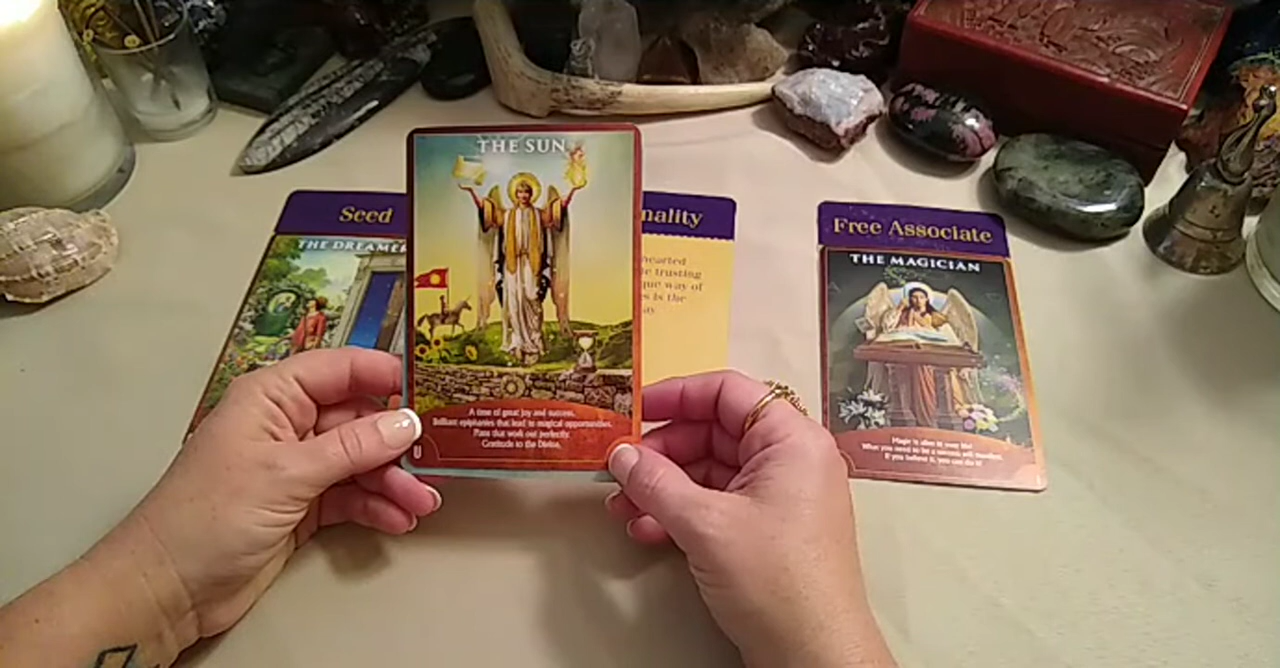 THE SUN
A time of great joy and success.
Brilliant epiphanies that lead to magical opportunities.
Plans that work out perfectly.
Gratitude to the Divine.
Seed
THE DREAMER
nality
hearted
trusting
que way of
s is the
ay
Free Associate
THE MAGICIAN
Magic is alive in your life!
What you need to be a success will manifest.
If you believe it, you can do it!